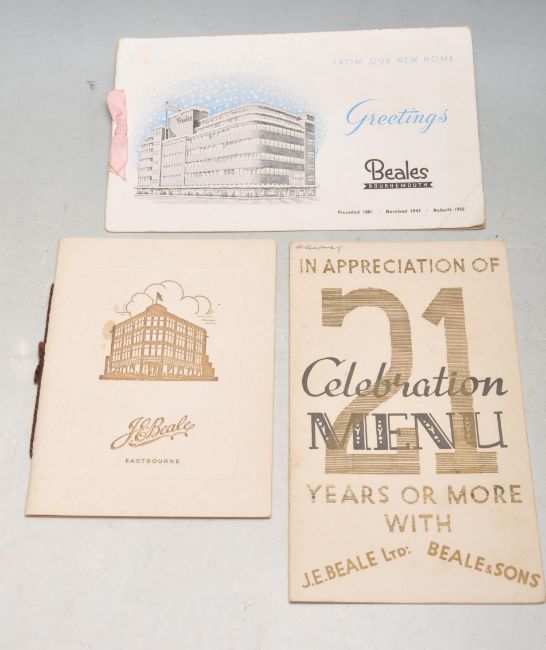 FROM OUR NEW HOME
Beales
Greetings
Beales
BOURNEMOUTH
Founded 1881 - Bombed 1943 - Rebuilt 1955
J.E.Beale
EASTBOURNE
IN APPRECIATION OF
21
Celebration
MENU
YEARS OR MORE
WITH
J.E.BEALE LTD: BEALE & SONS